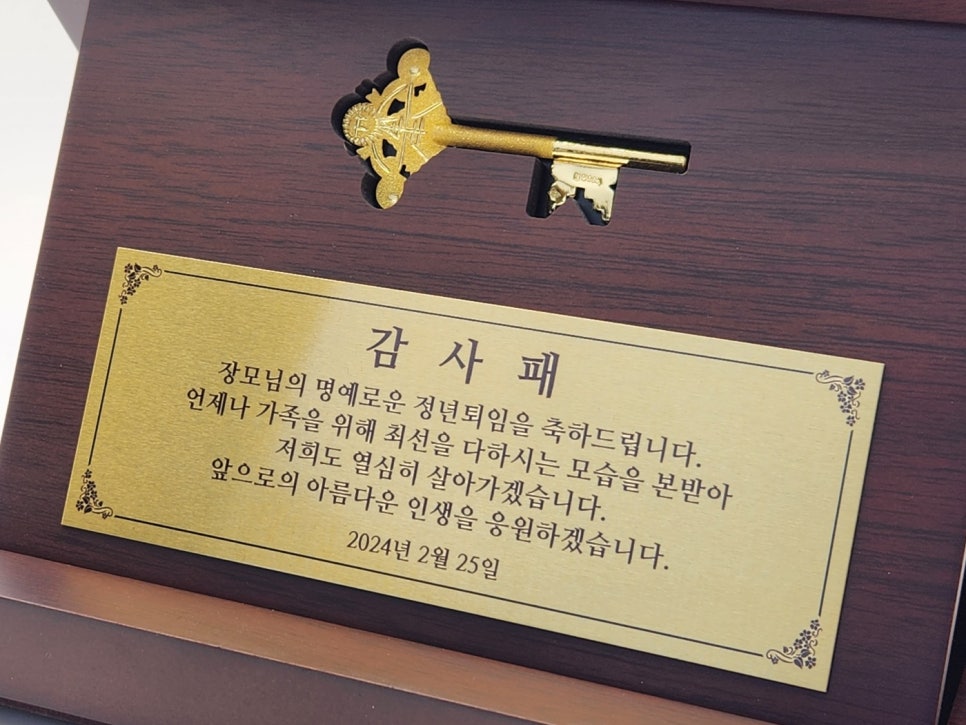 감 사 패
장모님의 명예로운 정년퇴임을 축하드립니다.
언제나 가족을 위해 최선을 다하시는 모습을 본받아
저희도 열심히 살아가겠습니다.
앞으로의 아름다운 인생을 응원하겠습니다.
2024년 2월 25일